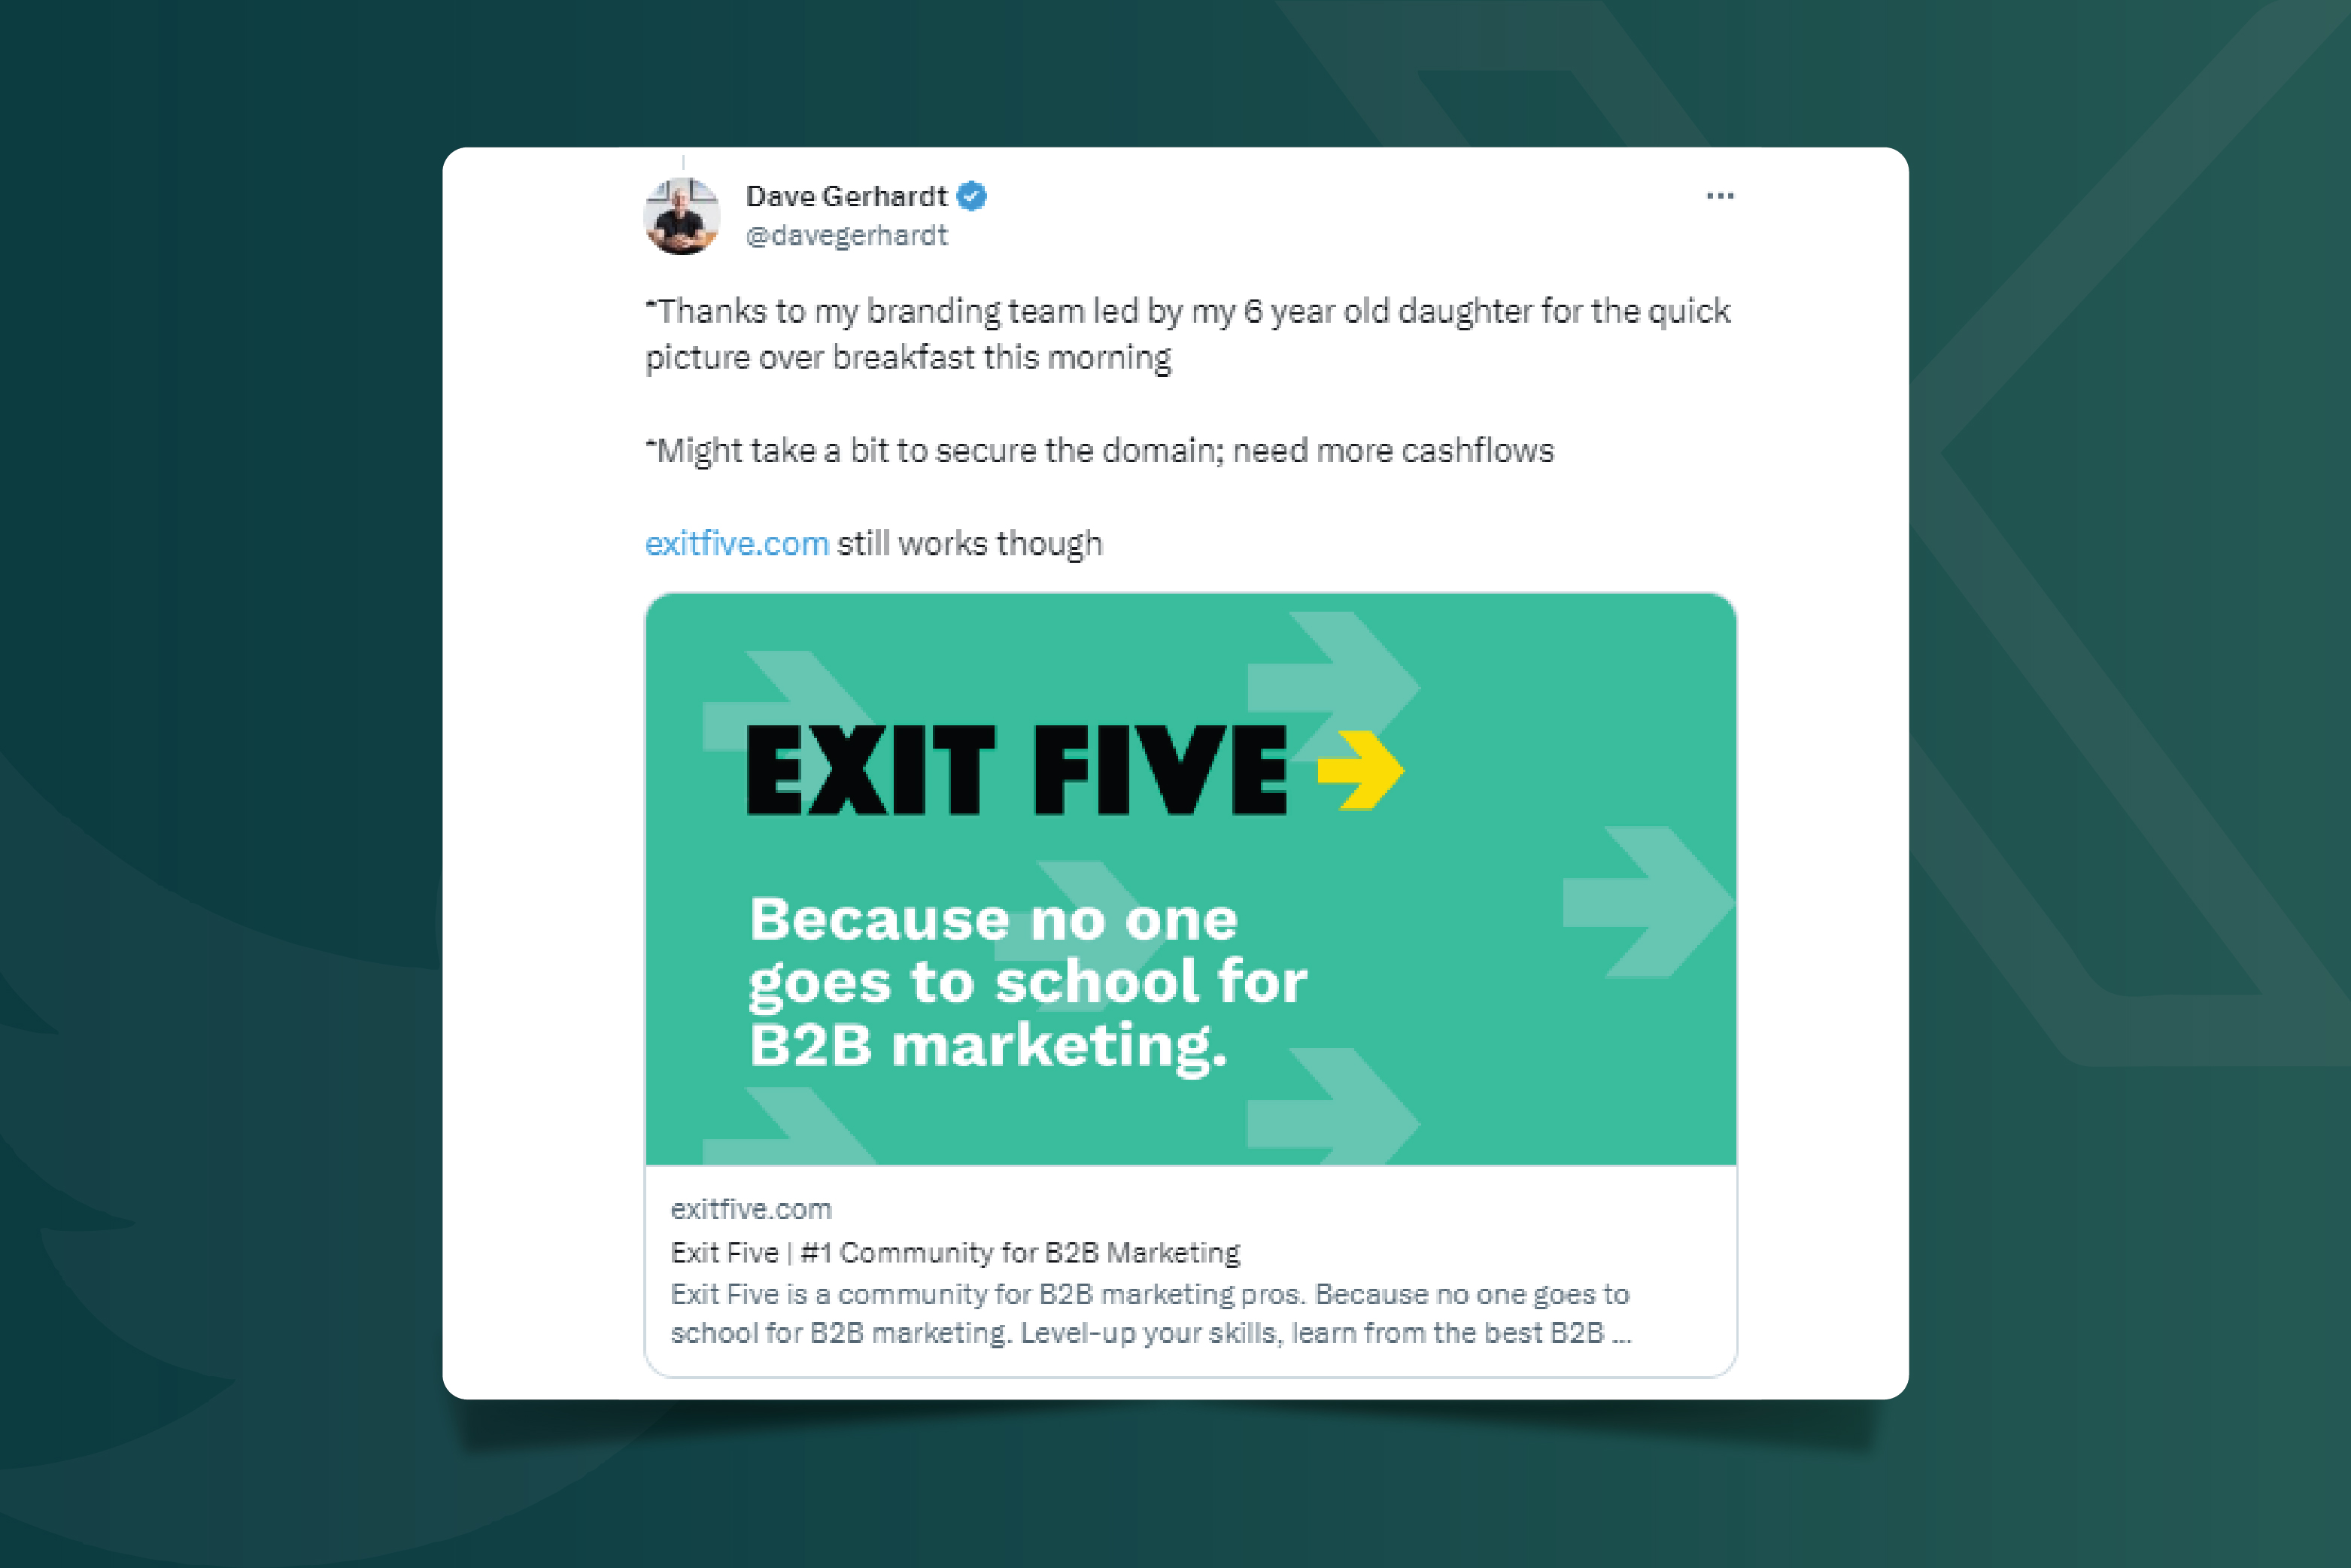 Dave Gerhardt
@davegerhardt
*Thanks to my branding team led by my 6 year old daughter for the quick
picture over breakfast this morning
*Might take a bit to secure the domain; need more cashflows
exitfive.com still works though
EXIT FIVE
Because no one
goes to school for
B2B marketing.
exitfive.com
Exit Five | #1 Community for B2B Marketing
Exit Five is a community for B2B marketing pros. Because no one goes to
school for B2B marketing. Level-up your skills, learn from the best B2B ...